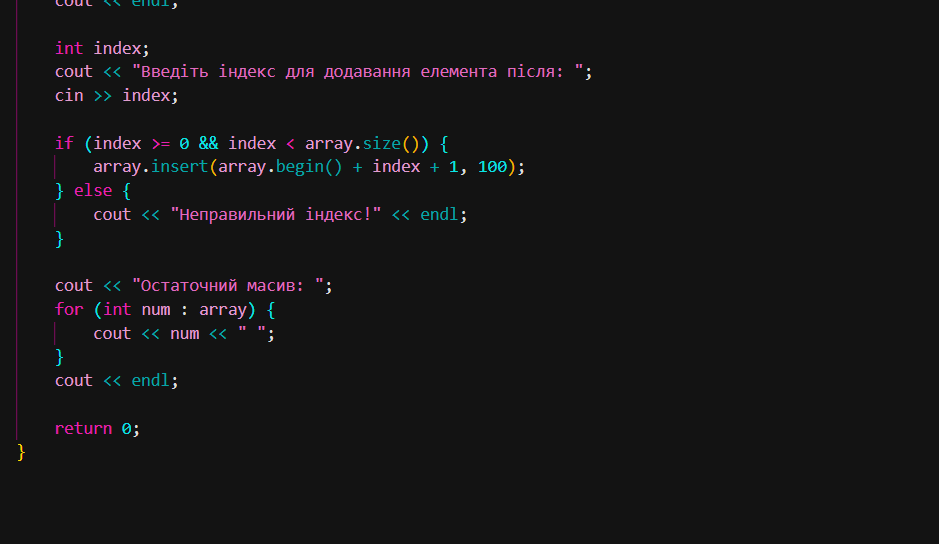 cout << endl;
int index;
cout << "Введіть індекс для додавання елемента після: ";
cin >> index;
if (index >= 0 && index < array.size()) {
array.insert(array.begin() + index + 1, 100);
} else {
cout << "Неправильний індекс!" << endl;
}
cout << "Остаточний масив: ";
for (int num : array) {
cout << num << " ";
}
cout << endl;
return 0;
}